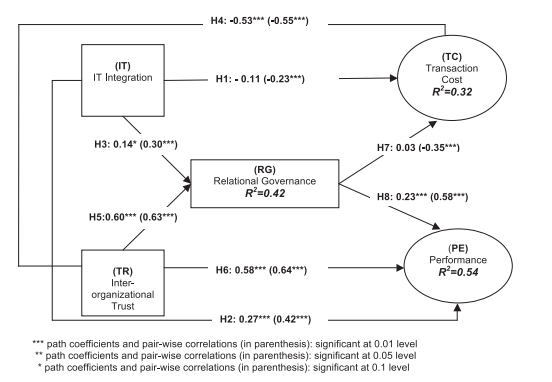 H4: -0.53*** (-0.55***)
(IT)
IT Integration
H1: - 0.11 (-0.23***)
(TC)
Transaction
Cost
R²=0.32
H3: 0.14* (0.30***)
H7: 0.03 (-0.35***)
(RG)
Relational Governance
R²=0.42
H8: 0.23*** (0.58***)
H5:0.60*** (0.63***)
(TR)
Inter-
organizational
Trust
H6: 0.58*** (0.64***)
(PE)
Performance
R²=0.54
H2: 0.27*** (0.42***)
*** path coefficients and pair-wise correlations (in parenthesis): significant at 0.01 level
** path coefficients and pair-wise correlations (in parenthesis): significant at 0.05 level
* path coefficients and pair-wise correlations (in parenthesis): significant at 0.1 level